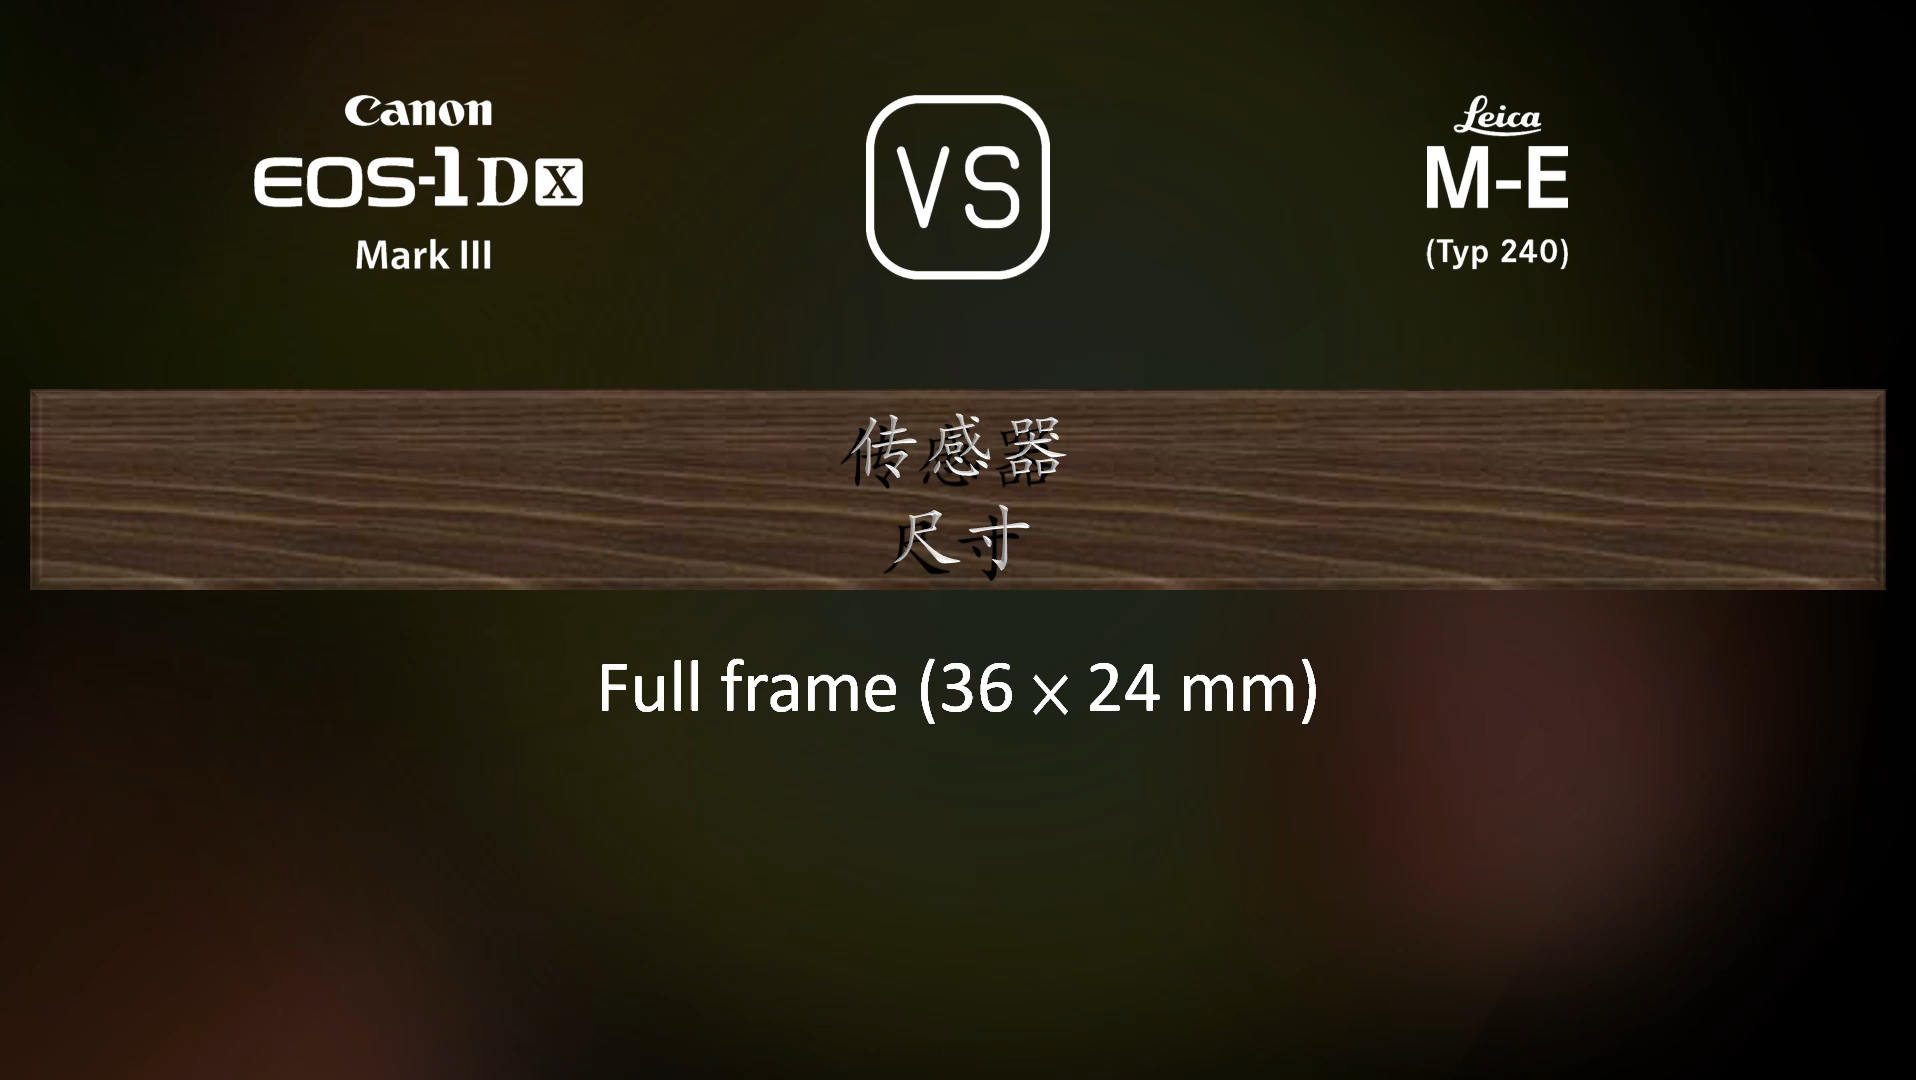 Canon
EOS-1DX
Mark III
VS
Leica
M-E
(Typ 240)
传感器
尺寸
Full frame (36 x 24 mm)